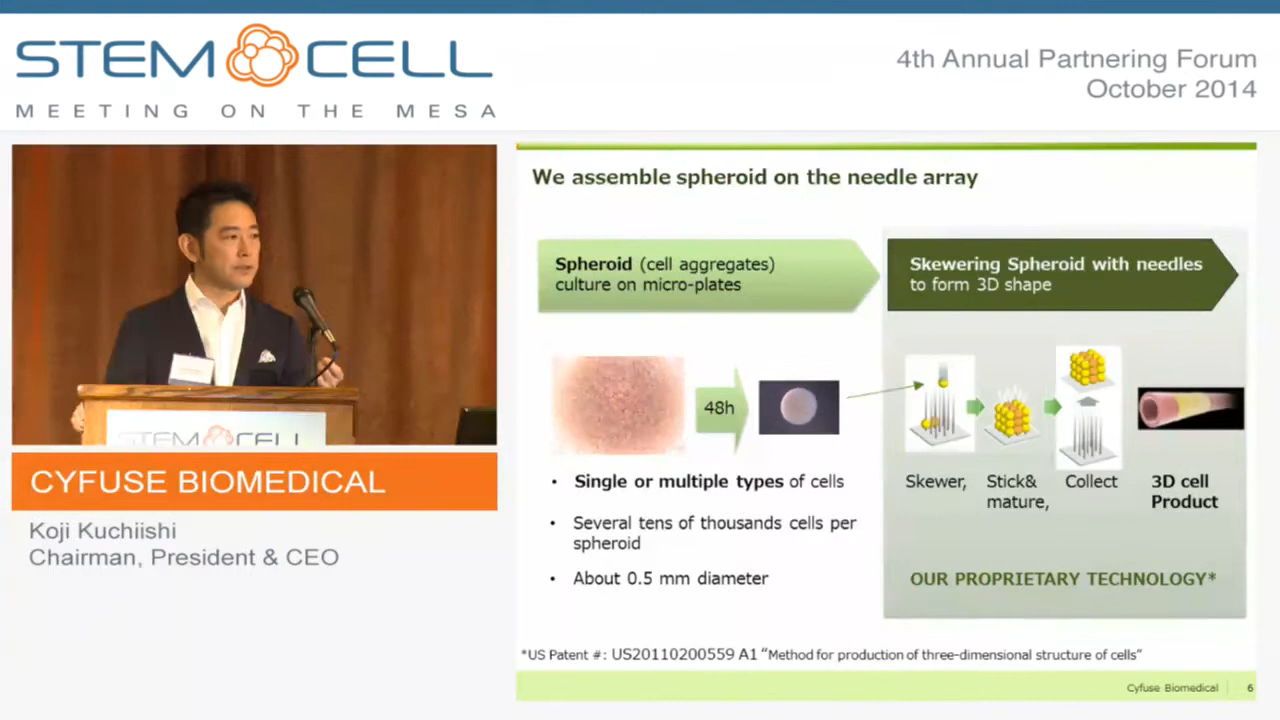 STEM CELL
MEETING ON THE MESA
4th Annual Partnering Forum
October 2014
STEM CELL
CYFUSE BIOMEDICAL
Koji Kuchiishi
Chairman, President & CEO
We assemble spheroid on the needle array
Spheroid (cell aggregates)
culture on micro-plates
Skewering Spheroid with needles
to form 3D shape
48h
• Single or multiple types of cells
• Several tens of thousands cells per
spheroid
• About 0.5 mm diameter
Skewer,
Stick&
mature,
Collect
3D cell
Product
OUR PROPRIETARY TECHNOLOGY*
*US Patent #: US20110200559 A1 “Method for production of three-dimensional structure of cells”
Cyfuse Biomedical
6